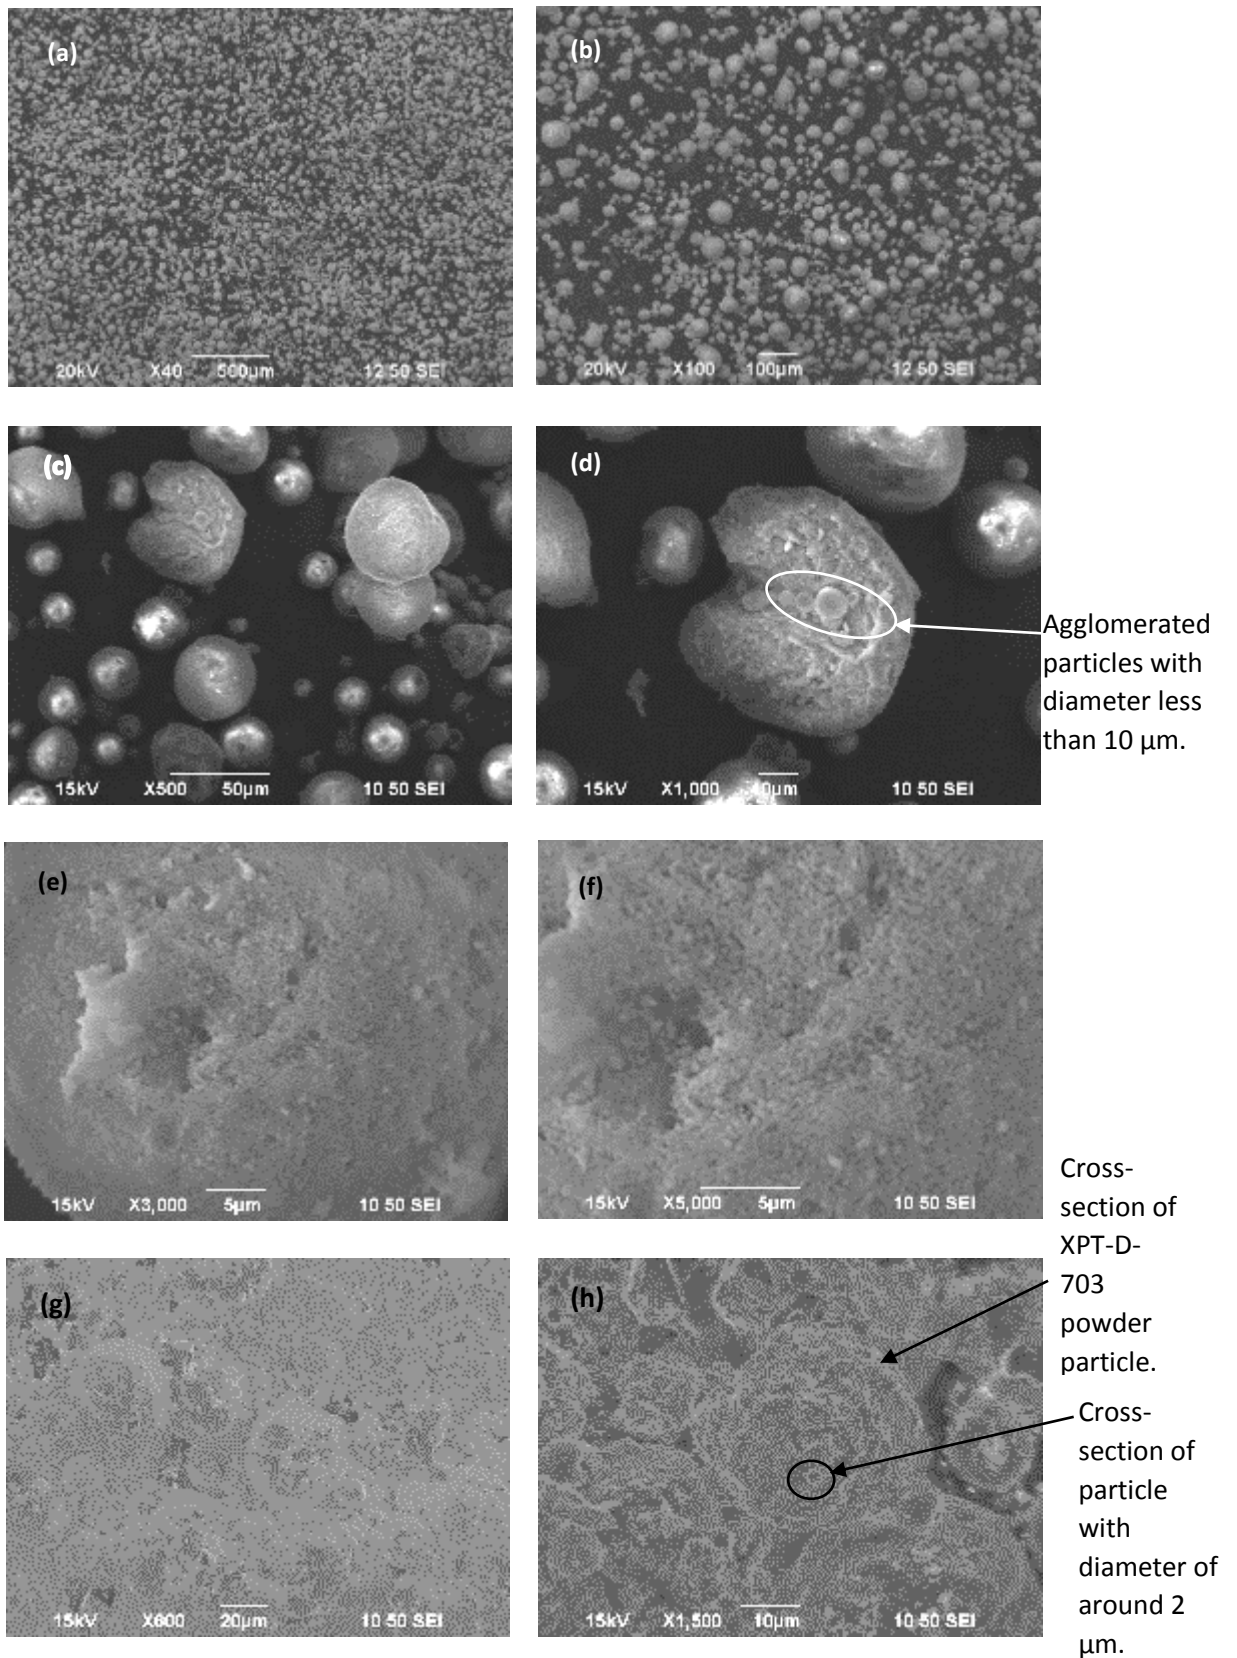 (a)
20kV X40 500µm 12 50 SEI
(b)
20kV X100 100µm 12 50 SEI
(c)
15kV X500 50µm 10 50 SEI
(d)
15kV X1,000 10µm 10 50 SEI
Agglomerated
particles with
diameter less
than 10 µm.
(e)
15kV X3,000 5µm 10 50 SEI
(f)
15kV X5,000 5µm 10 50 SEI
(g)
15kV X600 20µm 10 50 SEI
(h)
15kV X1,500 10µm 10 50 SEI
Cross-
section of
XPT-D-
703
powder
particle.
Cross-
section of
particle
with
diameter of
around 2
µm.